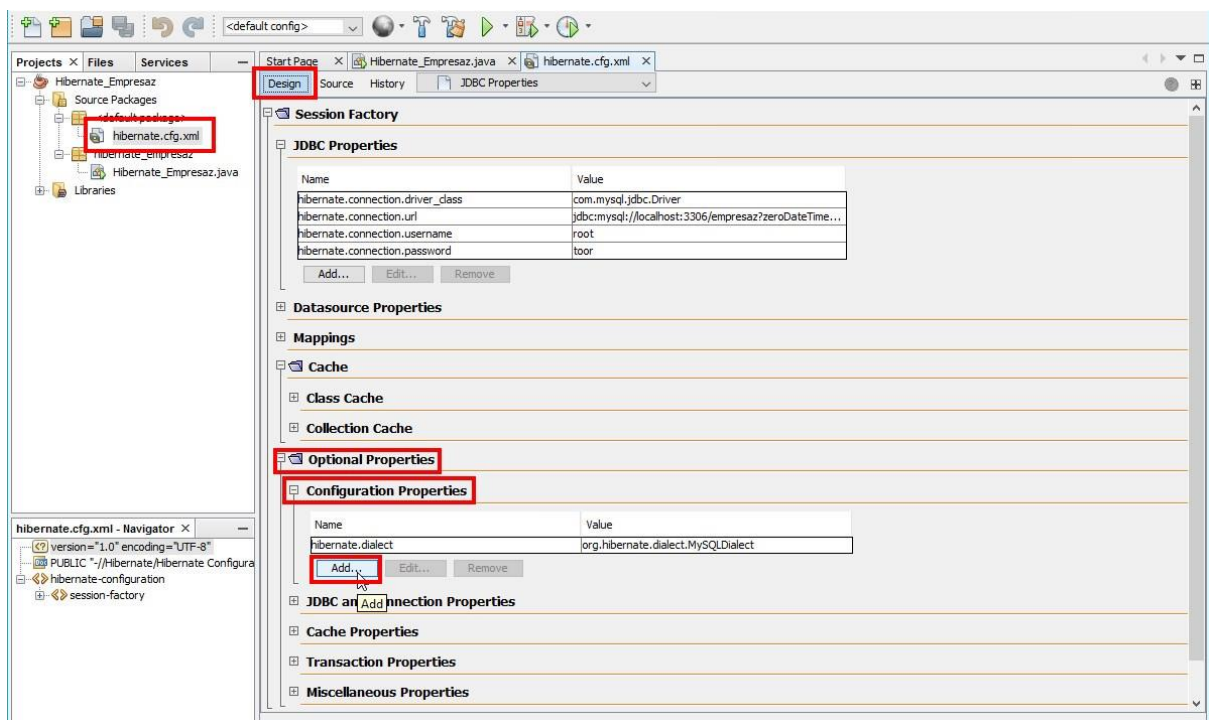 <default config>
Projects Files Services
Start Page Hibernate_Empresaz.java hibernate.cfg.xml
Design Source History JDBC Properties
Hibernate_Empresaz
Source Packages
<default package>
hibernate.cfg.xml
hibernate_empresaz
Hibernate_Empresaz.java
Libraries
Session Factory
JDBC Properties
Name Value
hibernate.connection.driver_class com.mysql.jdbc.Driver
hibernate.connection.url jdbc:mysql://localhost:3306/empresaz?zeroDateTime...
hibernate.connection.username root
hibernate.connection.password toor
Add... Edit... Remove
Datasource Properties
Mappings
Cache
Class Cache
Collection Cache
Optional Properties
Configuration Properties
Name Value
hibernate.dialect org.hibernate.dialect.MySQLDialect
Add... Edit... Remove
Add
JDBC an nnection Properties
Cache Properties
Transaction Properties
Miscellaneous Properties
hibernate.cfg.xml - Navigator
version="1.0" encoding="UTF-8"
PUBLIC "-//Hibernate/Hibernate Configura
hibernate-configuration
session-factory